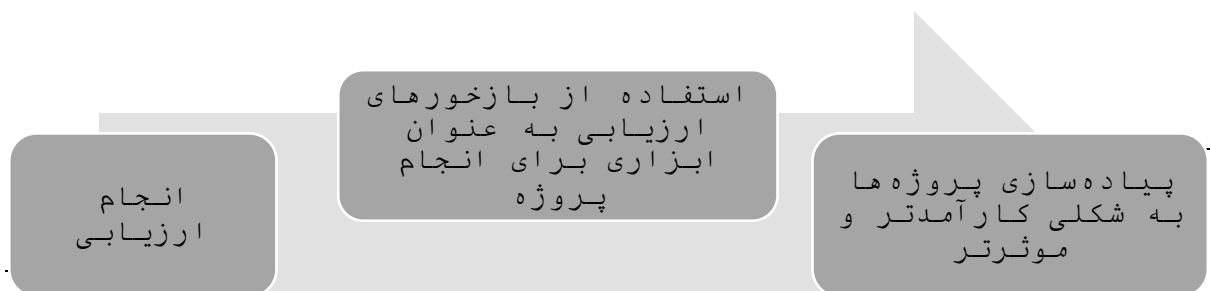 انجام
ارزیابی
استفاده از بازخورهای
ارزیابی به عنوان
ابزاری برای انجام
پروژه
پیاده‌سازی پروژه‌ها
به شکلی کارآمدتر و
موثرتر